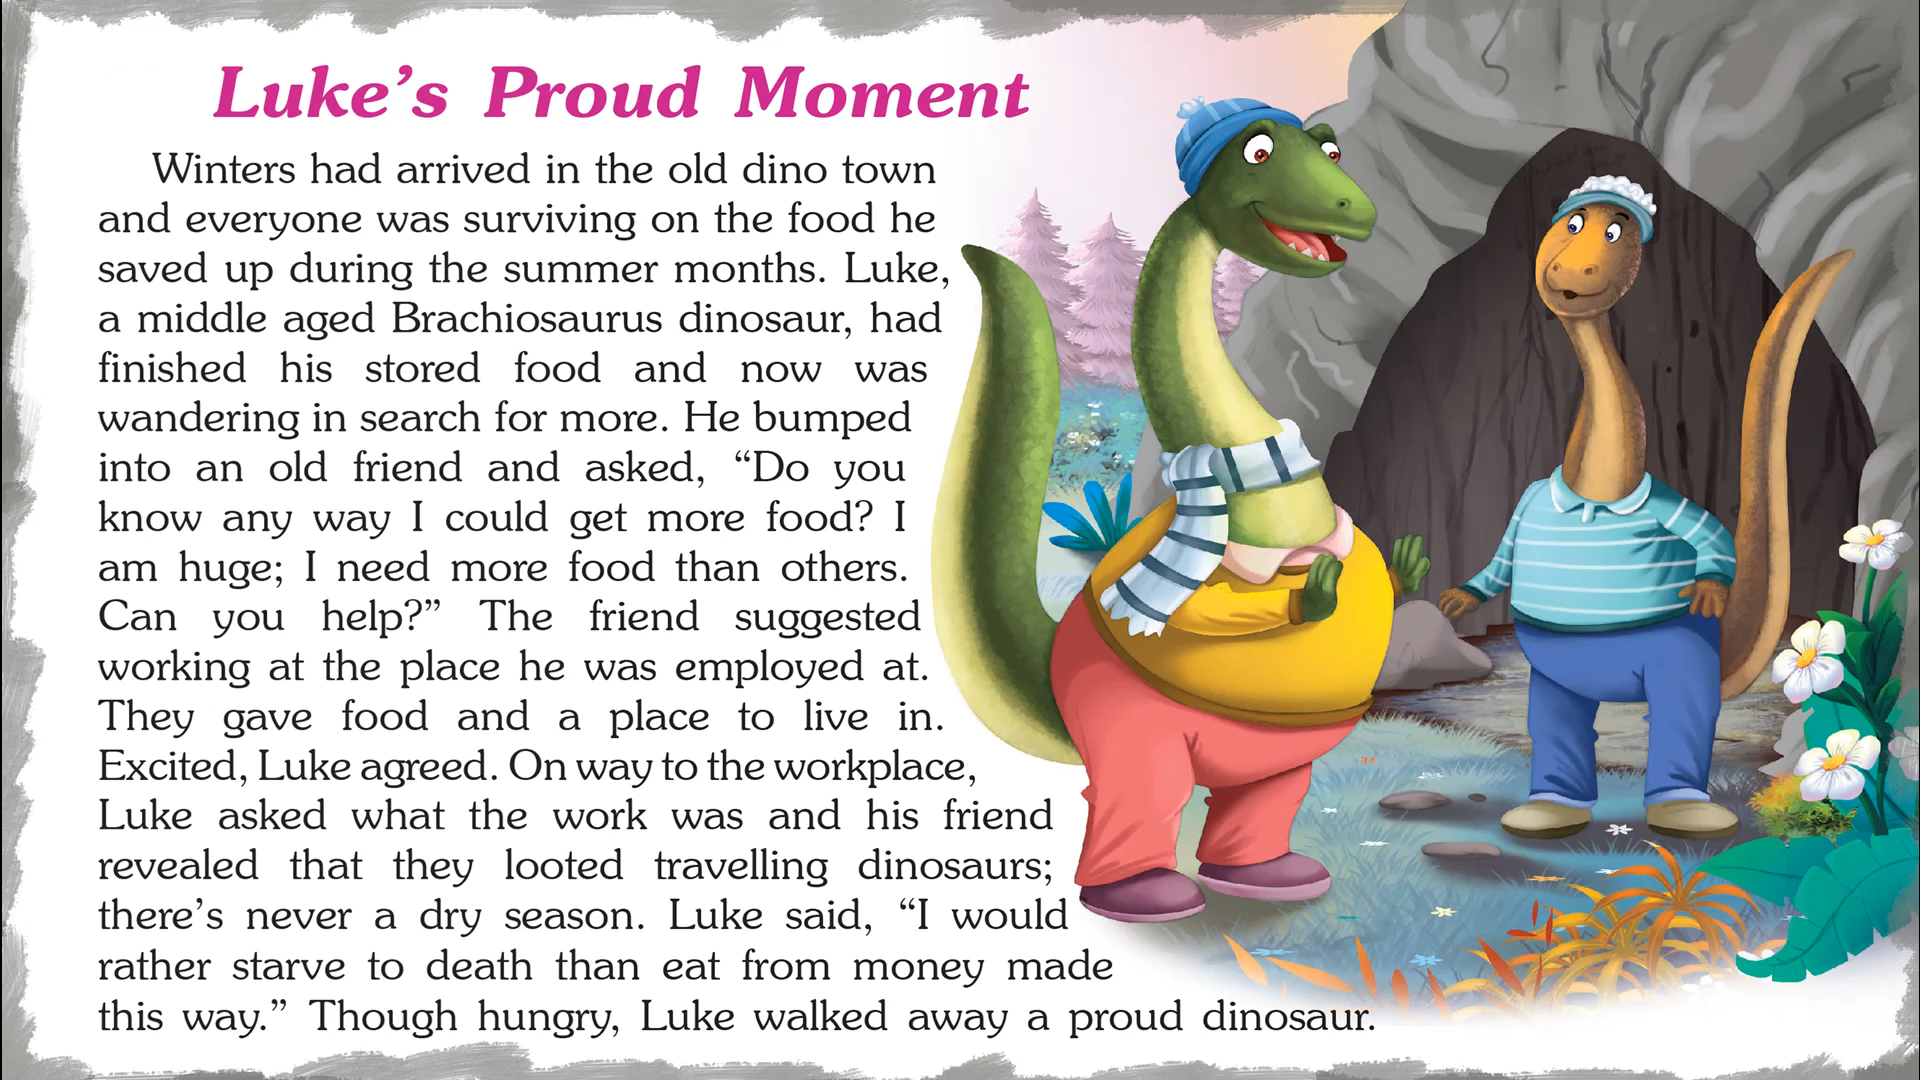 Luke’s Proud Moment
Winters had arrived in the old dino town
and everyone was surviving on the food he
saved up during the summer months. Luke,
a middle aged Brachiosaurus dinosaur, had
finished his stored food and now was
wandering in search for more. He bumped
into an old friend and asked, “Do you
know any way I could get more food? I
am huge; I need more food than others.
Can you help?” The friend suggested
working at the place he was employed at.
They gave food and a place to live in.
Excited, Luke agreed. On way to the workplace,
Luke asked what the work was and his friend
revealed that they looted travelling dinosaurs;
there’s never a dry season. Luke said, “I would
rather starve to death than eat from money made
this way.” Though hungry, Luke walked away a proud dinosaur.